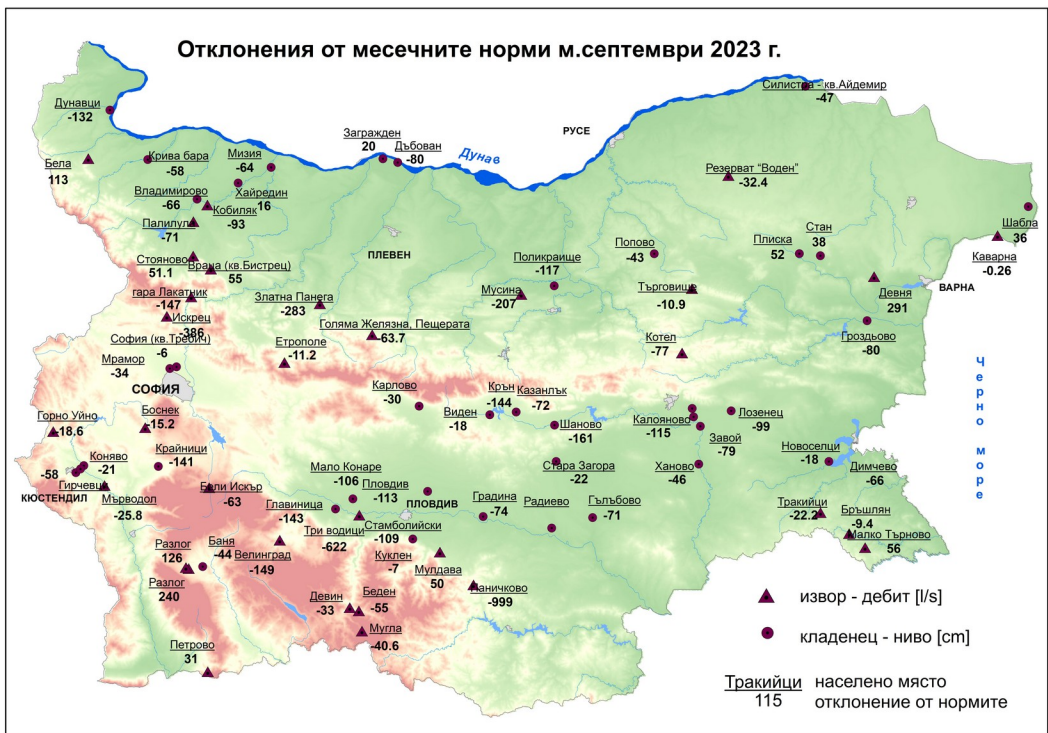 Отклонения от месечните норми м.септември 2023 г.
Дунавци
-132
Бела
113
Крива бара
-58
Мизия
-64
Хайредин
16
Владимирово
-66
Кобиляк
-93
Палилула
-71
Стояново
51.1
Врана (кв.Бистрец)
55
гара Лакатник
-147
Искрец
-386
София (кв.Требич)
-6
Мрамор
-34
СОФИЯ
Загражден
20
Дъбован
-80
Дунав
РУСЕ
Силистра - кв.Айдемир
-47
Резерват "Воден"
-32.4
Шабла
36
Каварна
-0.26
ВАРНА
Стан
38
Плиска
52
Попово
-43
Поликраище
-117
ПЛЕВЕН
Мусина
-207
Търговище
-10.9
Девня
291
Гроздьово
-80
Златна Панега
-283
Голяма Желязна, Пещерата
-63.7
Етрополе
-11.2
Котел
-77
Карлово
-30
Крън
-144
Казанлък
-72
Виден
-18
Шаново
-161
Калояново
-115
Лозенец
-99
Завой
-79
Ханово
-46
Стара Загора
-22
Новоселци
-18
Димчево
-66
Тракийци
-22.2
Бръшлян
-9.4
Малко Търново
56
Черно море
Горно Уйно
-18.6
Боснек
-15.2
Крайници
-141
Коняво
-21
-58
Гирчевци
КЮСТЕНДИЛ
Мърводол
-25.8
Бели Искър
-63
Мало Конаре
-106
Пловдив
-113
ПЛОВДИВ
Главиница
-143
Три водици
-622
Стамболийски
-109
Куклен
-7
Мулдава
50
Градина
-74
Радиево
Гълъбово
-71
Разлог
126
Баня
-44
Велинград
-149
Разлог
240
Девин
-33
Беден
-55
Мугла
-40.6
-999
Петрово
31
извор - дебит [l/s]
кладенец - ниво [cm]
Тракийци населено място
115 отклонение от нормите